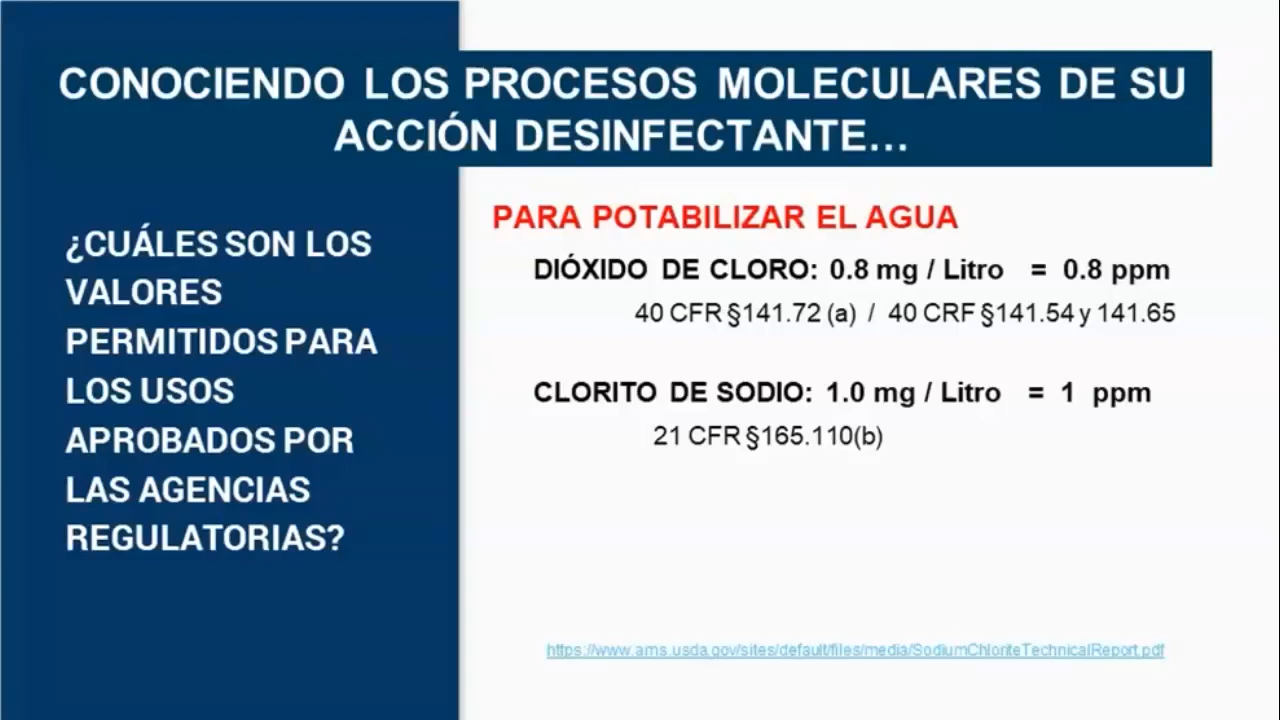 CONOCIENDO LOS PROCESOS MOLECULARES DE SU
ACCIÓN DESINFECTANTE...
¿CUÁLES SON LOS
VALORES
PERMITIDOS PARA
LOS USOS
APROBADOS POR
LAS AGENCIAS
REGULATORIAS?
PARA POTABILIZAR EL AGUA
DIÓXIDO DE CLORO: 0.8 mg / Litro = 0.8 ppm
40 CFR §141.72 (a) / 40 CRF §141.54 y 141.65
CLORITO DE SODIO: 1.0 mg / Litro = 1 ppm
21 CFR §165.110(b)
https://www.ams.usda.gov/sites/default/files/media/SodiumChloriteTechnicalReport.pdf